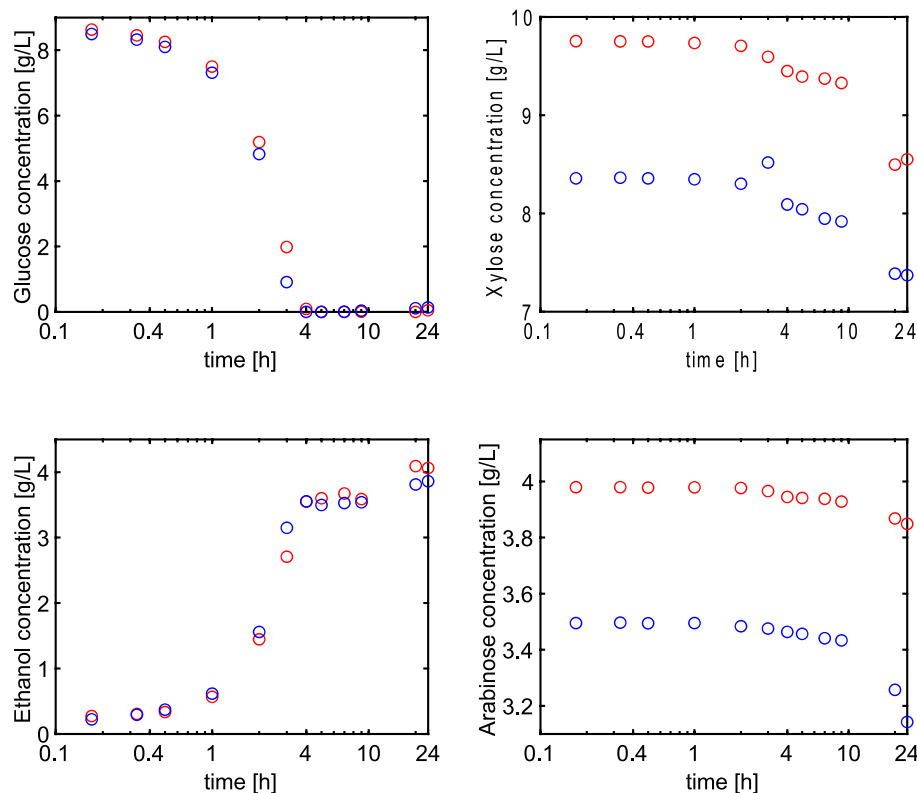 Glucose concentration [g/L]
8
6
4
2
0
0.1 0.4 1 4 10 24
time [h]
Xylose concentration [g/L]
10
9
8
7
0.1 0.4 1 4 10 24
time [h]
Ethanol concentration [g/L]
4
3
2
1
0
0.1 0.4 1 4 10 24
time [h]
Arabinose concentration [g/L]
4
3.8
3.6
3.4
3.2
0.1 0.4 1 4 10 24
time [h]